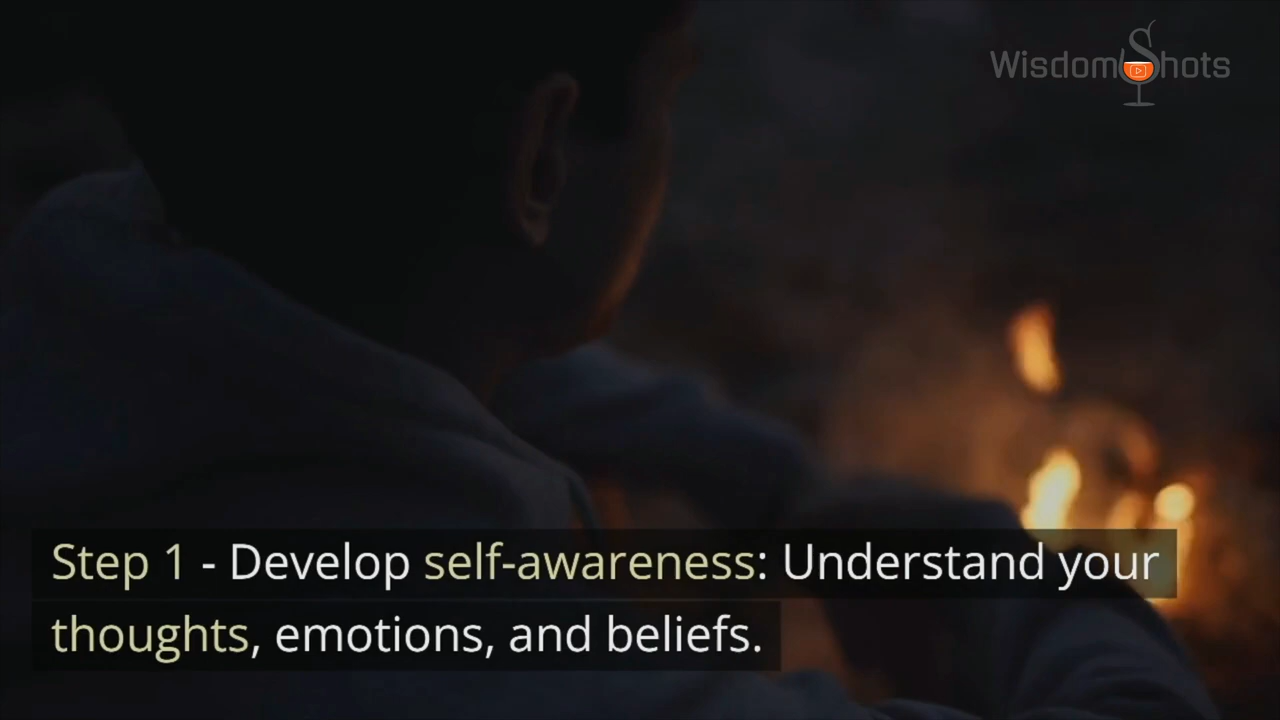 WisdomShots
Step 1 - Develop self-awareness: Understand your
thoughts, emotions, and beliefs.